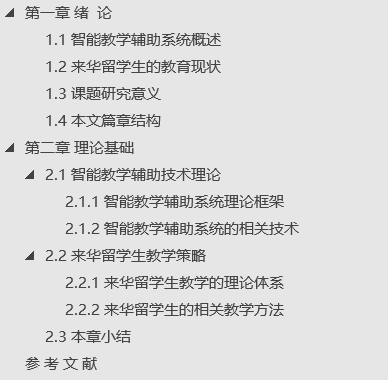 第一章 绪 论
1.1 智能教学辅助系统概述
1.2 来华留学生的教育现状
1.3 课题研究意义
1.4 本文篇章结构
第二章 理论基础
2.1 智能教学辅助技术理论
2.1.1 智能教学辅助系统理论框架
2.1.2 智能教学辅助系统的相关技术
2.2 来华留学生教学策略
2.2.1 来华留学生教学的理论体系
2.2.2 来华留学生的相关教学方法
2.3 本章小结
参 考 文 献